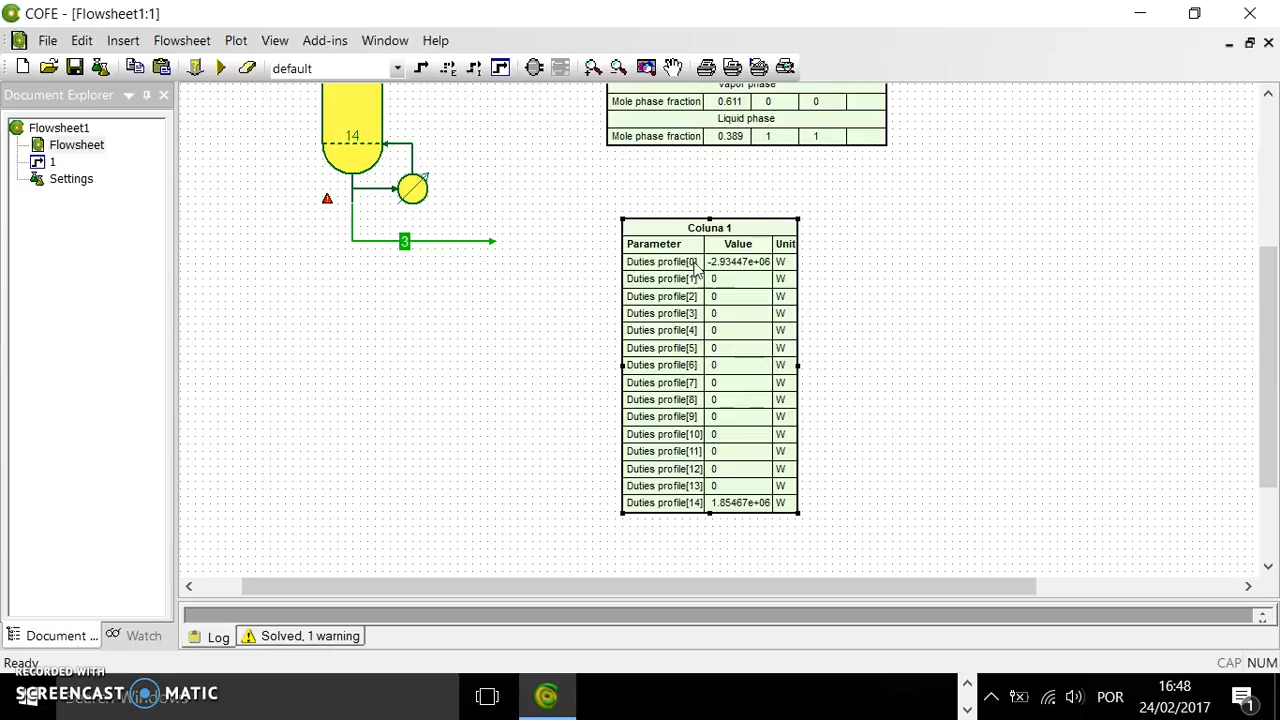 COFE - [Flowsheet1:1]
File Edit Insert Flowsheet Plot View Add-ins Window Help
default
Document Explorer
Flowsheet1
Flowsheet
1
Settings
14
3
Vapor phase
Mole phase fraction 0.611 0 0
Liquid phase
Mole phase fraction 0.389 1 1
Coluna 1
Parameter Value Unit
Duties profile[0] -2.93447e+06 W
Duties profile[1] 0 W
Duties profile[2] 0 W
Duties profile[3] 0 W
Duties profile[4] 0 W
Duties profile[5] 0 W
Duties profile[6] 0 W
Duties profile[7] 0 W
Duties profile[8] 0 W
Duties profile[9] 0 W
Duties profile[10] 0 W
Duties profile[11] 0 W
Duties profile[12] 0 W
Duties profile[13] 0 W
Duties profile[14] 1.85467e+06 W
Document ... Watch
Log Solved, 1 warning
Ready CAP NUM
RECORDED WITH
SCREENCAST MATIC
Search Windows
POR
16:48
24/02/2017
1